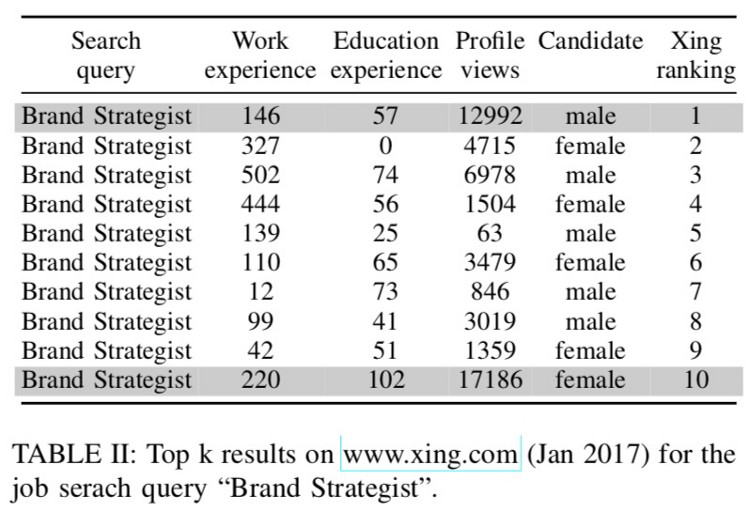 Search Work Education Profile Candidate Xing
query experience experience views ranking
Brand Strategist 146 57 12992 male 1
Brand Strategist 327 0 4715 female 2
Brand Strategist 502 74 6978 male 3
Brand Strategist 444 56 1504 female 4
Brand Strategist 139 25 63 male 5
Brand Strategist 110 65 3479 female 6
Brand Strategist 12 73 846 male 7
Brand Strategist 99 41 3019 male 8
Brand Strategist 42 51 1359 female 9
Brand Strategist 220 102 17186 female 10
TABLE II: Top k results on www.xing.com (Jan 2017) for the
job serach query “Brand Strategist”.